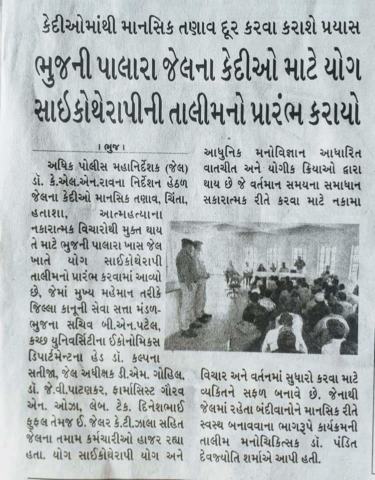 કેદીઓમાંથી માનસિક તણાવ દૂર કરવા કરાશે પ્રયાસ
ભુજની પાલારા જેલના કેદીઓ માટે યોગ
સાઇકોથેરાપીની તાલીમનો પ્રારંભ કરાયો
। ભુજ ।
અધિક પોલીસ મહાનિર્દેશક (જેલ)
ડૉ. કે.એલ.એન.રાવના નિર્દેશન હેઠળ
જેલના કેદીઓ માનસિક તણાવ, ચિંતા,
હતાશા, આત્મહત્યાના
નકારાત્મક વિચારોથી મુક્ત થાય
તે માટે ભુજની પાલારા ખાસ જેલ
ખાતે યોગ સાઈકોથેરાપી
તાલીમનો પ્રારંભ કરવામાં આવ્યો
છે, જેમાં મુખ્ય મહેમાન તરીકે
જિલ્લા કાનૂની સેવા સત્તા મંડળ-
ભુજના સચિવ બી.એન.પટેલ,
કચ્છ યુનિવર્સિટીના ઈકોનોમિક્સ
ડિપાર્ટમેન્ટના હેડ ડૉ. કલ્પના
સતીજા, જેલ અધીક્ષક ડી.એમ. ગોહિલ,
ડૉ. જે.વી.પાટણકર, ફાર્માસિસ્ટ ગૌરવ
એન. ઓઝા, લેબ. ટેક. દિનેશભાઈ
ફુફલ તેમજ ઈ. જેલર કે.ટી.ઝાલા સહિત
જેલના તમામ કર્મચારીઓ હાજર રહ્યા
હતા. યોગ સાઈકોથેરાપી યોગ અને
આધુનિક મનોવિજ્ઞાન આધારિત
વાતચીત અને યોગીક ક્રિયાઓ દ્વારા
થાય છે જે વર્તમાન સમયના સમાધાન
સકારાત્મક રીતે કરવા માટે નકામા
વિચાર અને વર્તનમાં સુધારો કરવા માટે
વ્યક્તિને સફળ બનાવે છે. જેનાથી
જેલમાં રહેતા બંદીવાનોને માનસિક રીતે
સ્વસ્થ બનાવવાના ભાગરૂપે કાર્યક્રમની
તાલીમ મનોચિકિત્સક ડૉ. પંડિત
દેવજ્યોતિ શર્માએ આપી હતી.